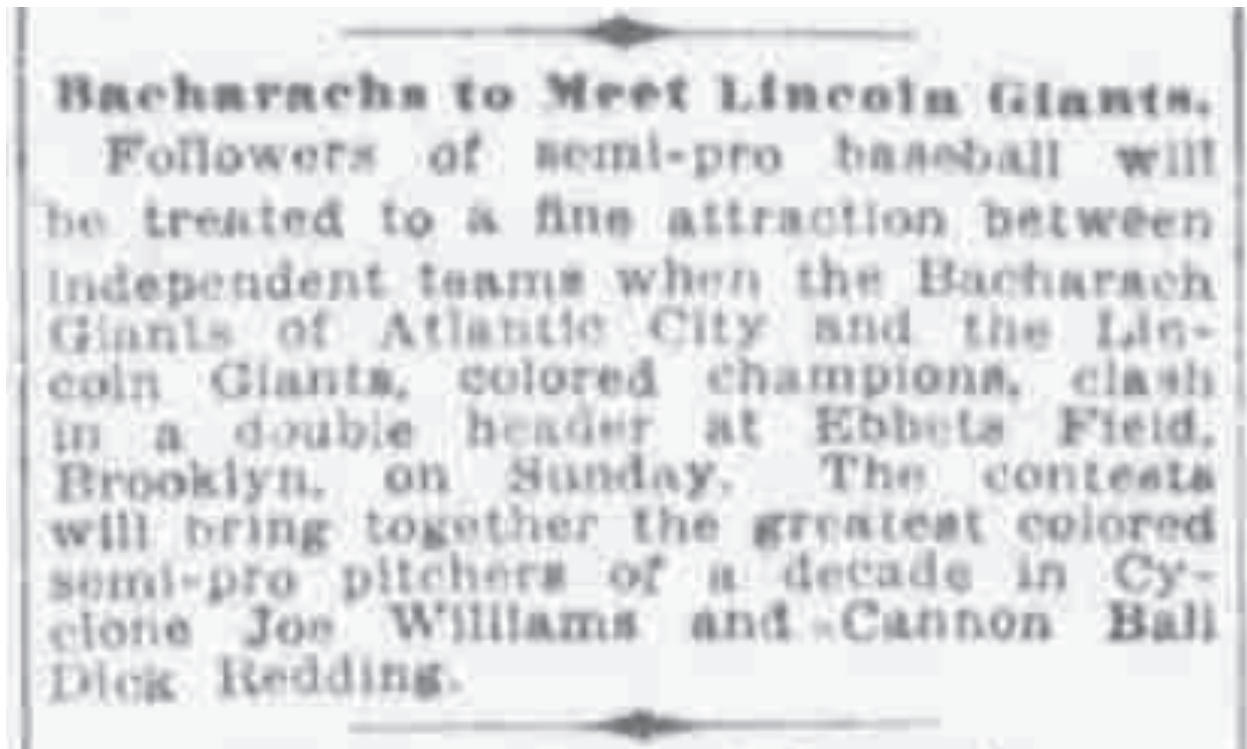 Bacharachs to Meet Lincoln Giants.
Followers of semi-pro baseball will
be treated to a fine attraction between
independent teams when the Bacharach
Giants of Atlantic City and the Lin-
coln Giants, colored champions, clash
in a double header at Ebbets Field,
Brooklyn, on Sunday. The contests
will bring together the greatest colored
semi-pro pitchers of a decade in Cy-
clone Joe Williams and Cannon Ball
Dick Redding.